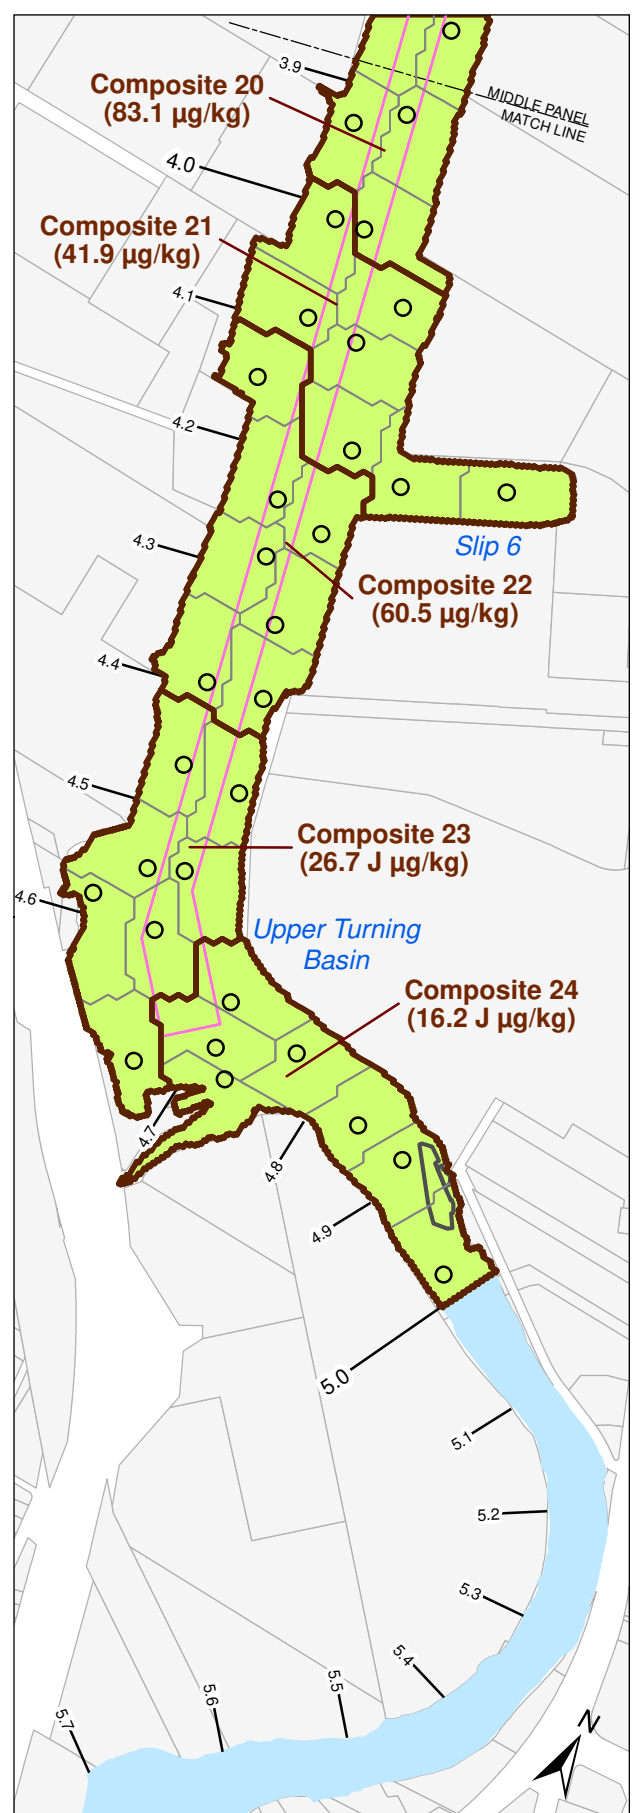 3.9
MIDDLE PANEL
MATCH LINE
Composite 20
(83.1 µg/kg)
4.0
Composite 21
(41.9 µg/kg)
4.1
4.2
4.3
Slip 6
Composite 22
(60.5 µg/kg)
4.4
4.5
Composite 23
(26.7 J µg/kg)
4.6
Upper Turning
Basin
Composite 24
(16.2 J µg/kg)
4.7
4.8
4.9
5.0
5.1
5.2
5.3
5.4
5.5
5.6
5.7
N